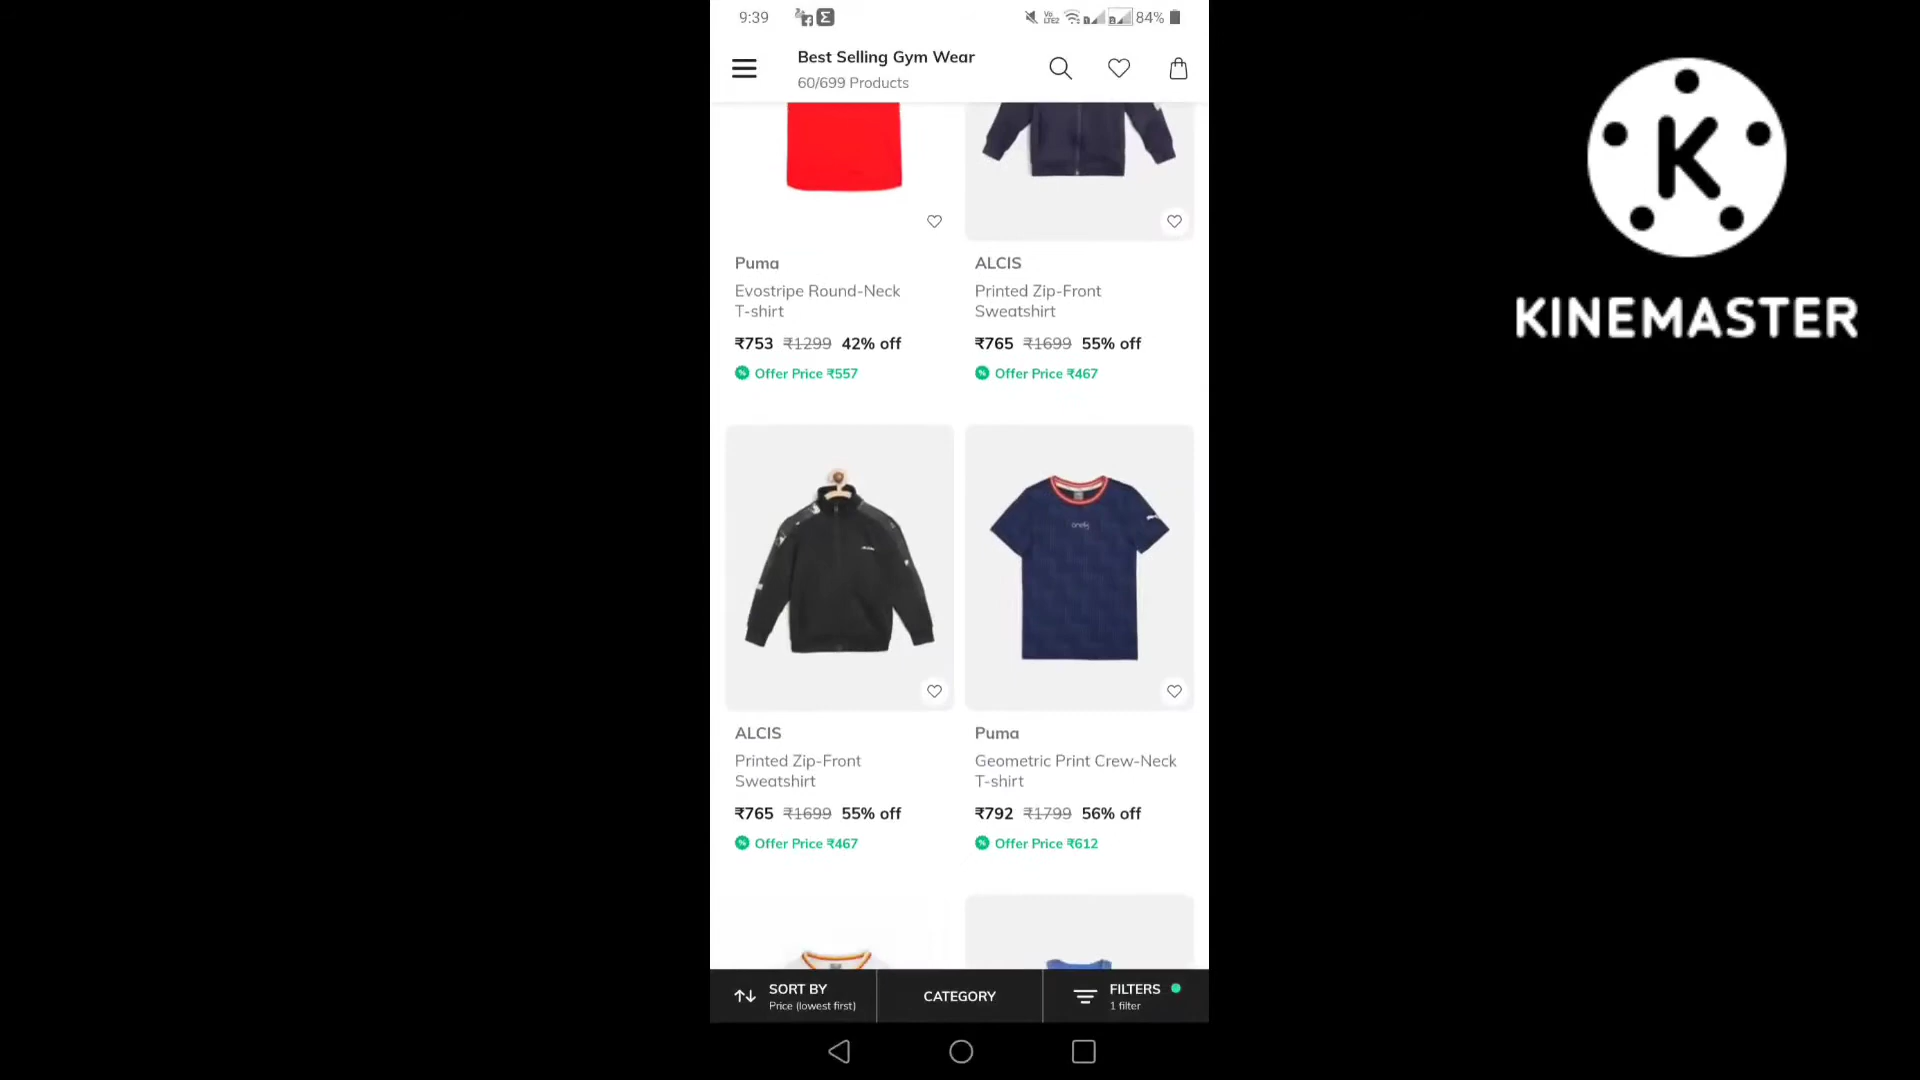 9:39
Vo
LTE2
84%
Best Selling Gym Wear
60/699 Products
Puma
Evostripe Round-Neck
T-shirt
₹753 ₹1299 42% off
Offer Price ₹557
ALCIS
Printed Zip-Front
Sweatshirt
₹765 ₹1699 55% off
Offer Price ₹467
ALCIS
Printed Zip-Front
Sweatshirt
₹765 ₹1699 55% off
Offer Price ₹467
Puma
Geometric Print Crew-Neck
T-shirt
₹792 ₹1799 56% off
Offer Price ₹612
SORT BY
Price (lowest first)
CATEGORY
FILTERS
1 filter
K
KINEMASTER